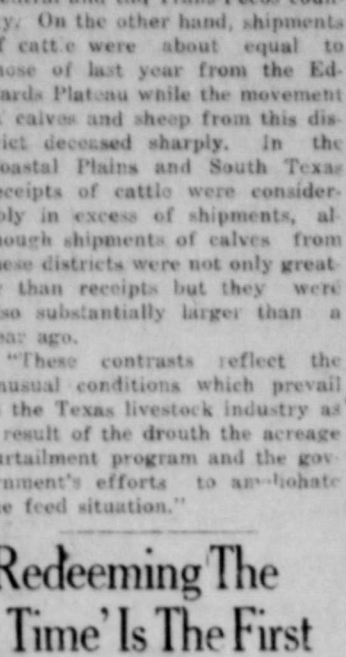 y. On the other hand, shipments
f catt e were about equal to
hose of last year from the Ed-
ards Plateau while the movement
calves and sheep from this dis-
ict deceased sharply. In the
oastal Plains and South Texas
eceipts of cattle were consider-
bly in excess of shipments, al-
hough shipments of calves from
hese districts were not only great-
r than receipts but they were
so substantially larger than a
ear ago.
"These contrasts reflect the
nusual conditions which prevail
the Texas livestock industry as
result of the drouth the acreage
urtailment program and the gov-
rnment's efforts to
e feed situation."
Redeeming The
Time' Is The First